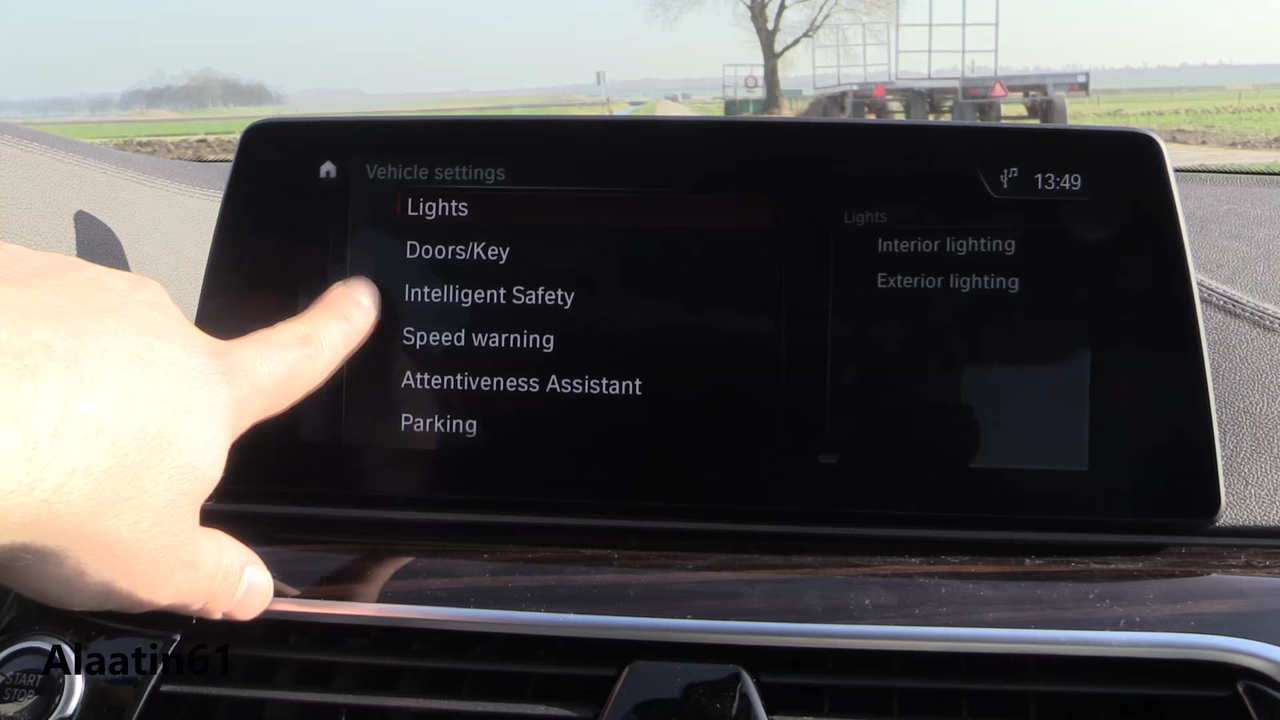 Vehicle settings
13:49
Lights
Doors/Key
Intelligent Safety
Speed warning
Attentiveness Assistant
Parking
Lights
Interior lighting
Exterior lighting
START
STOP
Alaatin61